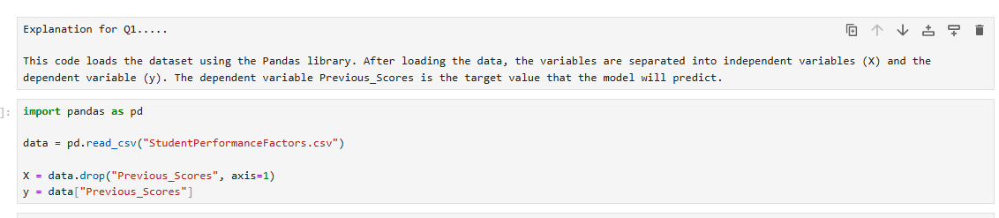 Explanation for Q1.....
This code loads the dataset using the Pandas library. After loading the data, the variables are separated into independent variables (X) and the
dependent variable (y). The dependent variable Previous_Scores is the target value that the model will predict.
]:
import pandas as pd
data = pd.read_csv("StudentPerformanceFactors.csv")
X = data.drop("Previous_Scores", axis=1)
y = data["Previous_Scores"]